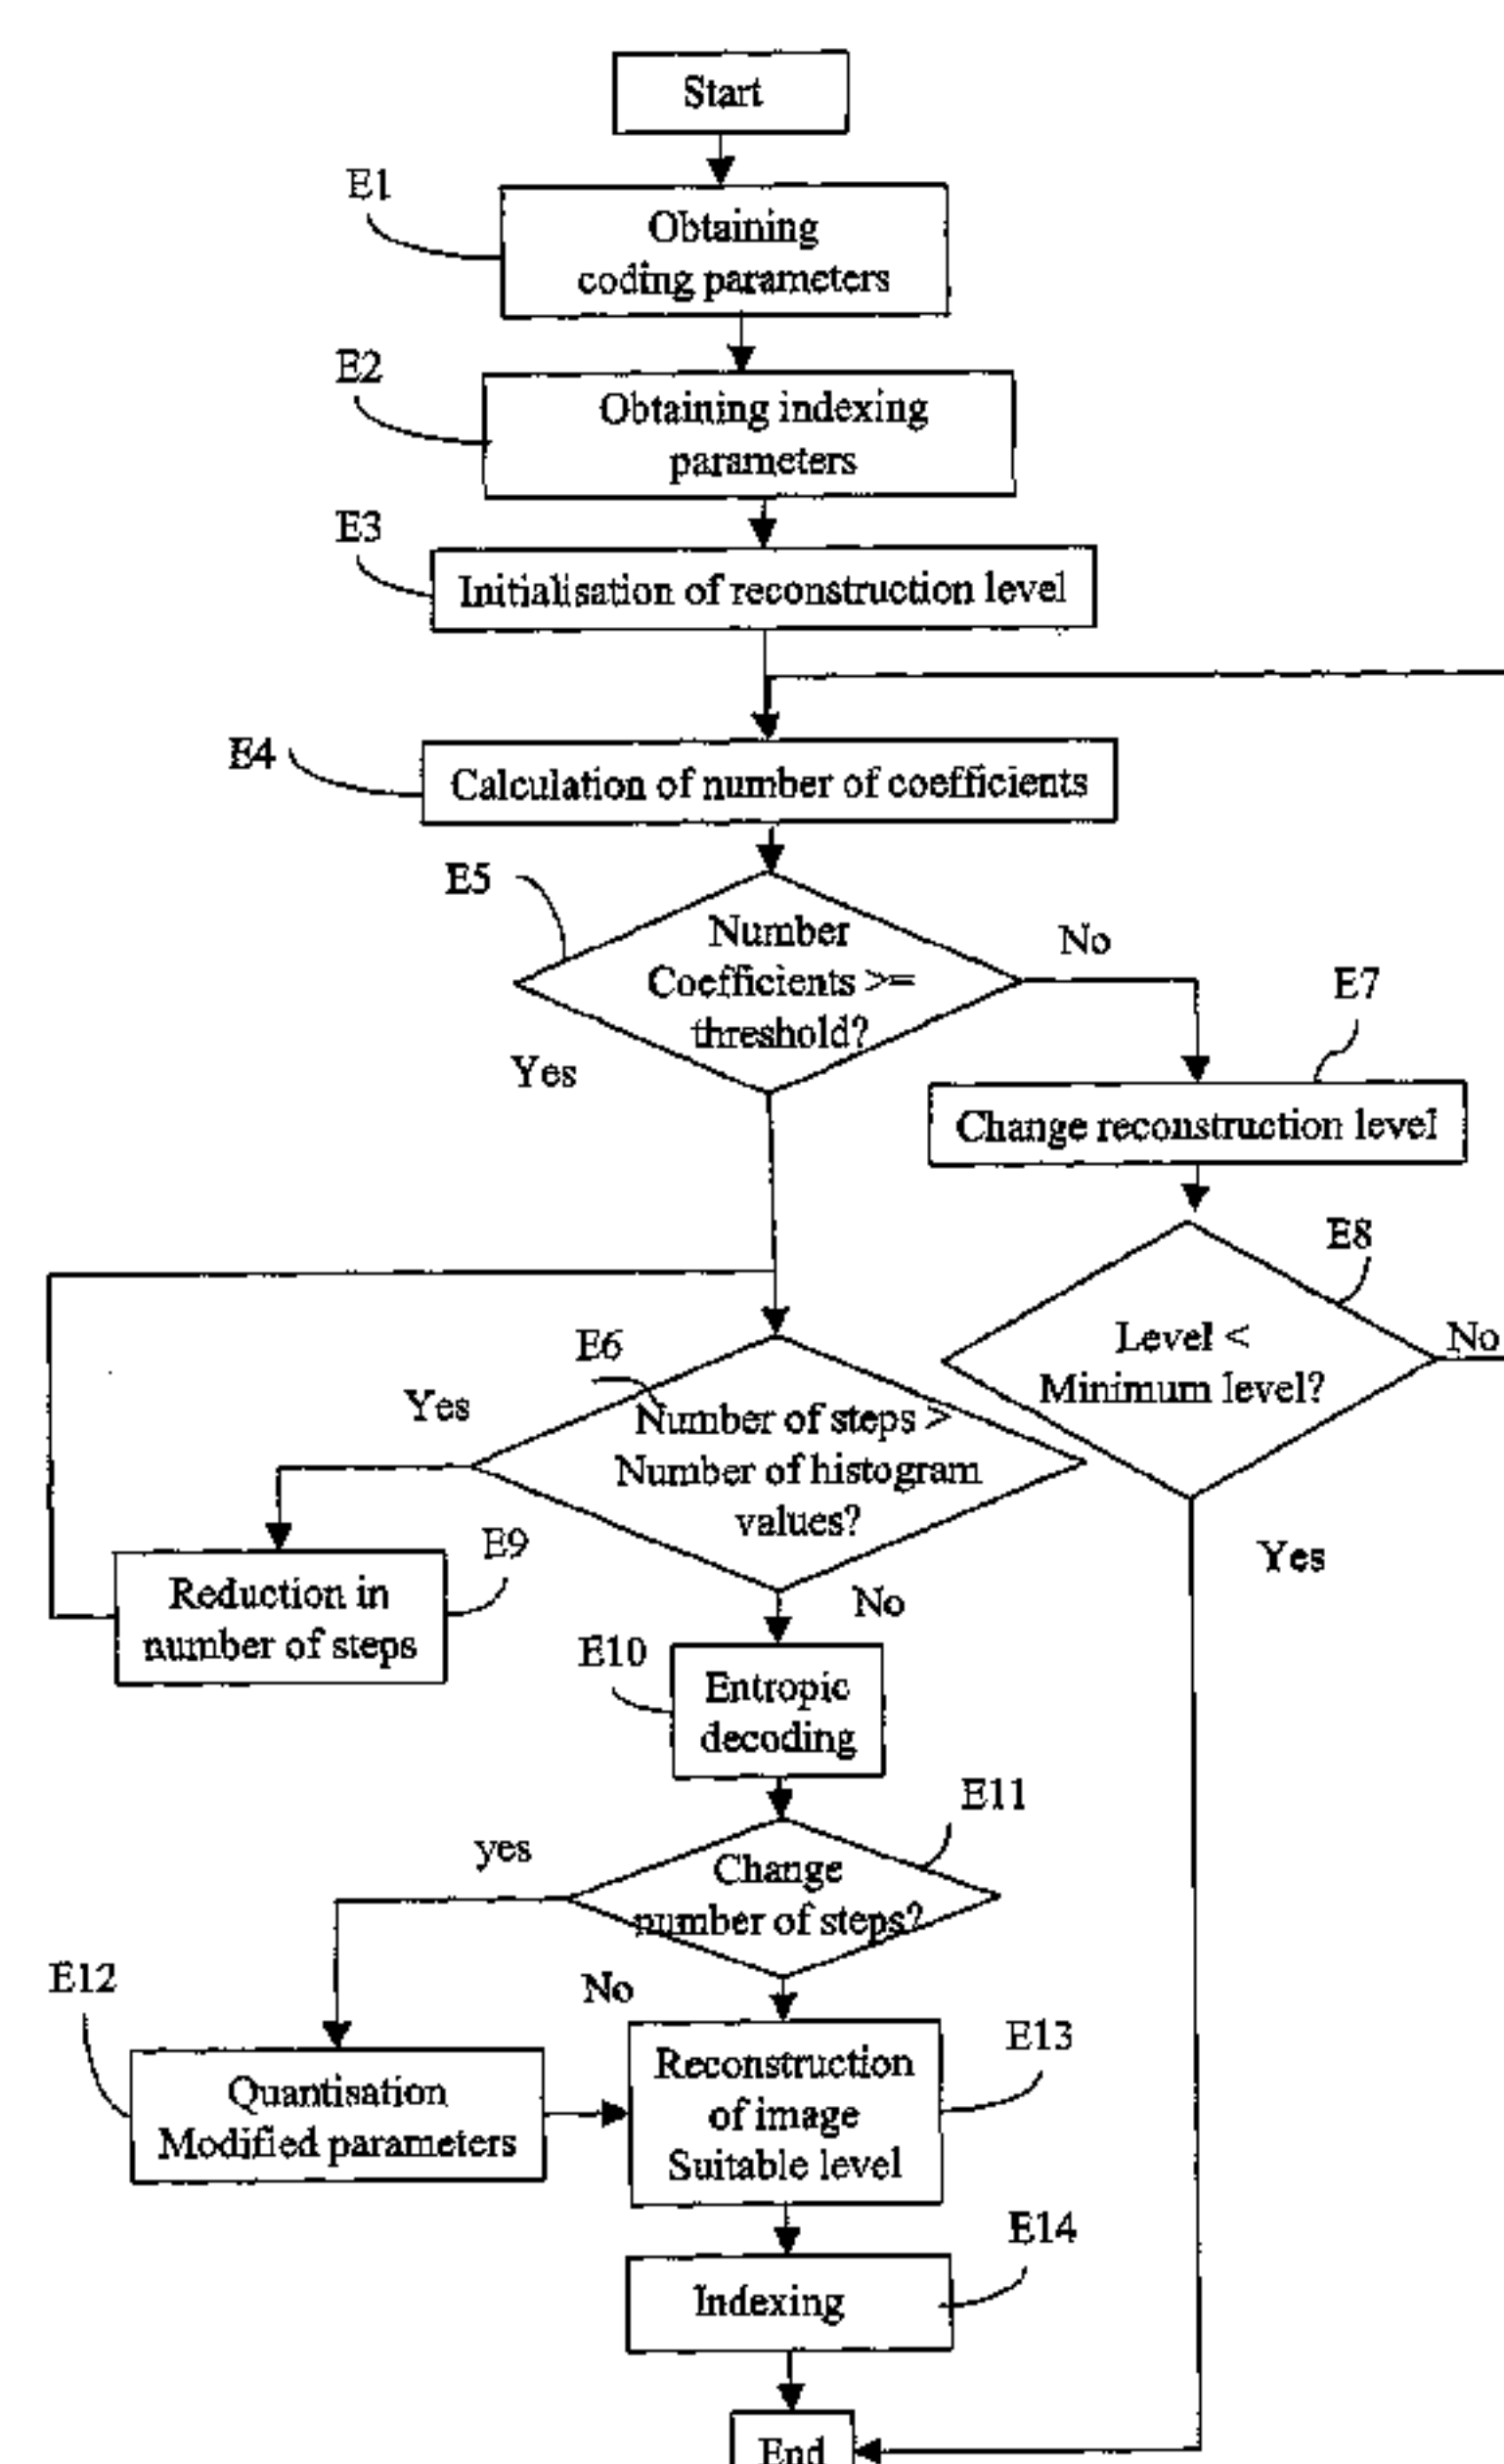 Start
E1
Obtaining
coding parameters
E2
Obtaining indexing
parameters
E3
Initialisation of reconstruction level
E4
Calculation of number of coefficients
E5
Number
Coefficients >=
threshold?
No
Yes
E7
Change reconstruction level
E8
Level <
Minimum level?
No
Yes
E6
Number of steps >
Number of histogram
values?
Yes
No
E9
Reduction in
number of steps
E10
Entropic
decoding
E11
Change
number of steps?
yes
No
E12
Quantisation
Modified parameters
E13
Reconstruction
of image
Suitable level
E14
Indexing
End